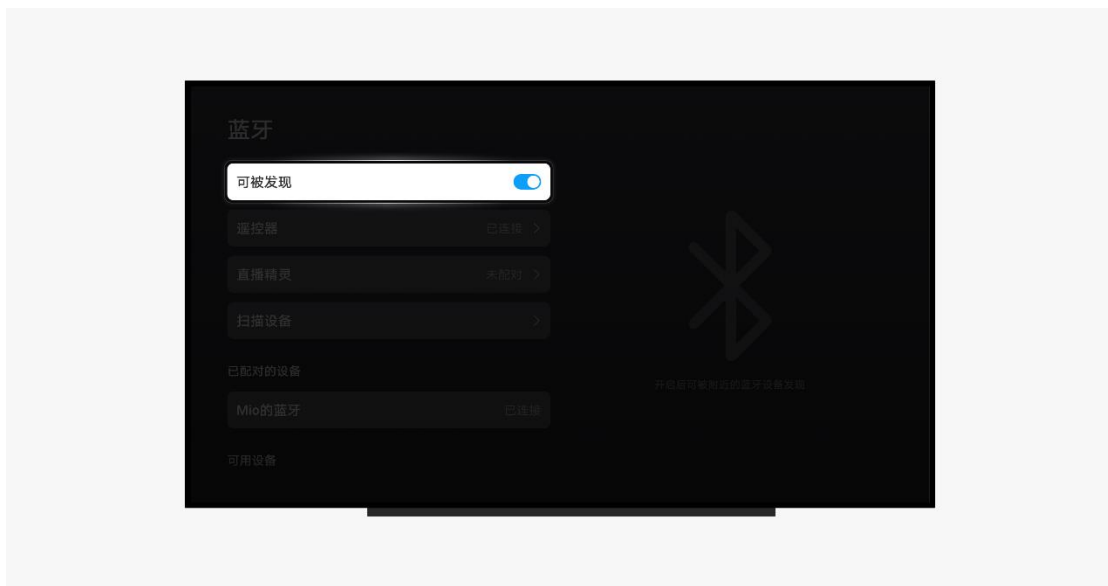 蓝牙
可被发现
遥控器 已连接
直播精灵 未配对
扫描设备
已配对的设备
开启后可被附近的蓝牙设备发现
Mio的蓝牙 已连接
可用设备